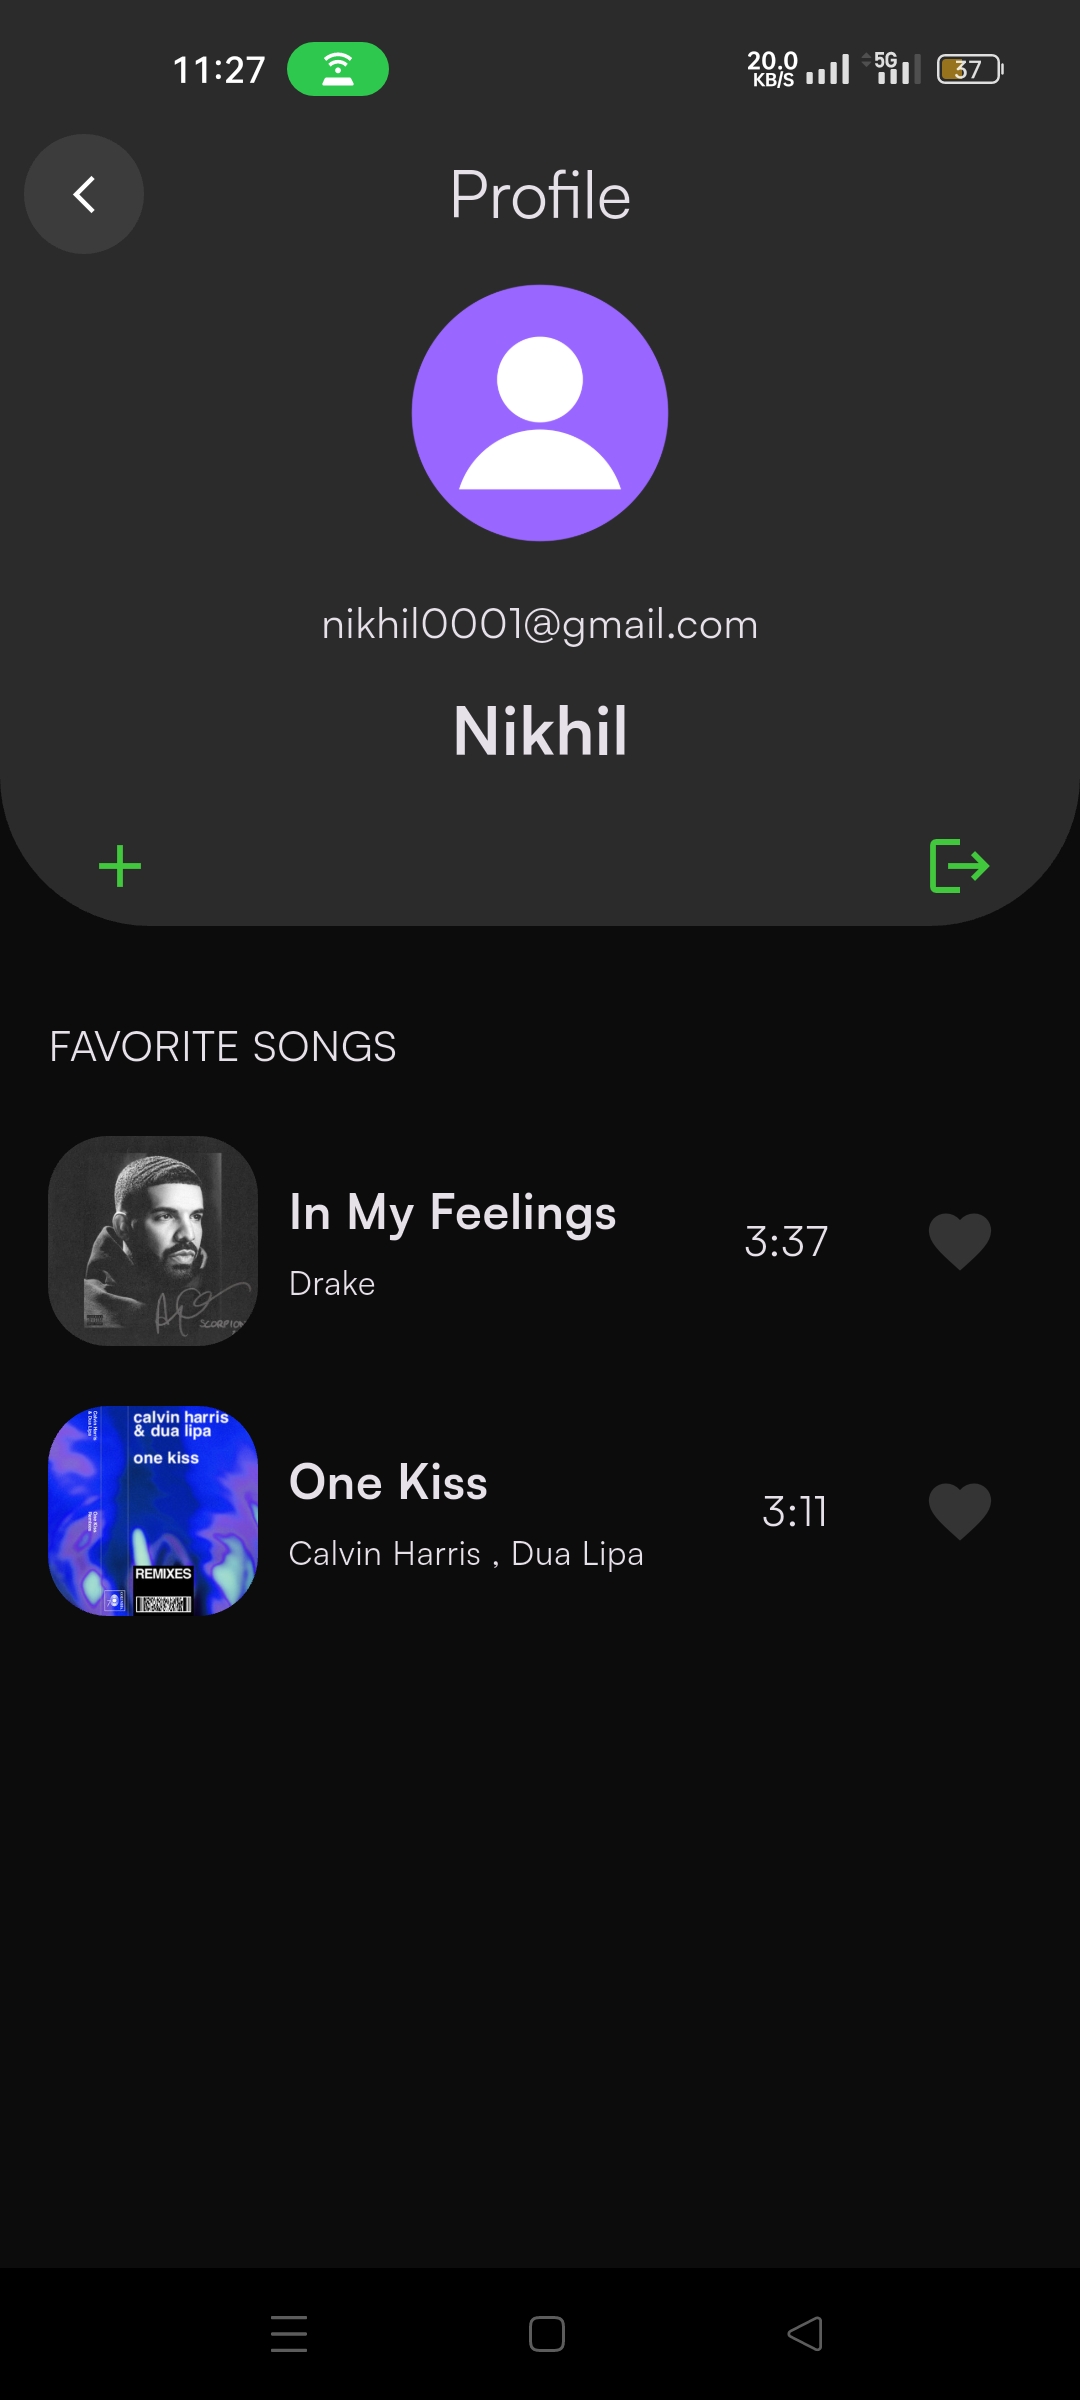 11:27
20.0
KB/S
5G
37
Profile
nikhil0001@gmail.com
Nikhil
FAVORITE SONGS
In My Feelings
Drake
3:37
SCORPION
calvin harris
& dua lipa
one kiss
REMIXES
One Kiss
Calvin Harris , Dua Lipa
3:11